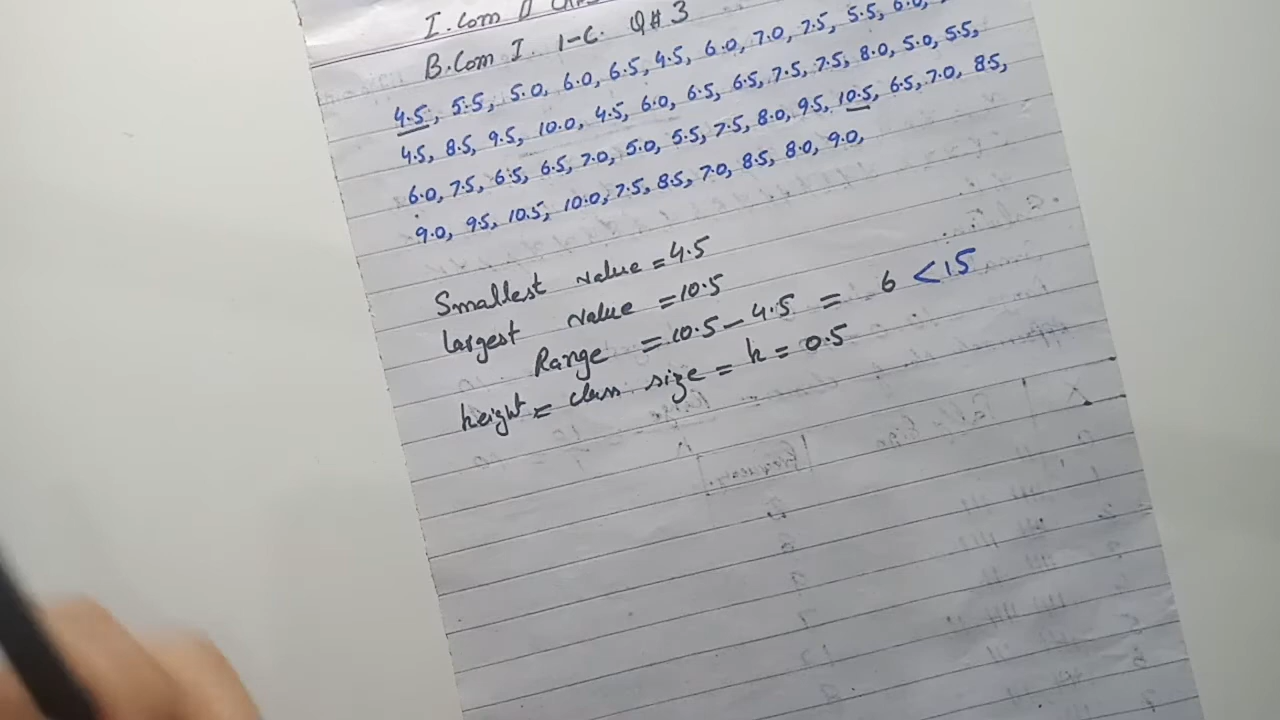 I. Com II
B.Com I. 1-C. Q# 3
4.5, 5.5, 5.0, 6.0, 6.5, 4.5, 6.0, 7.0, 7.5, 5.5, 6.0,
4.5, 8.5, 9.5, 10.0, 4.5, 6.0, 6.5, 6.5, 7.5, 7.5, 8.0, 5.0, 5.5,
6.0, 7.5, 6.5, 6.5, 7.0, 5.0, 5.5, 7.5, 8.0, 9.5, 10.5, 6.5, 7.0, 8.5,
9.0, 9.5, 10.5, 10.0, 7.5, 8.5, 7.0, 8.5, 8.0, 9.0,
Smallest value = 4.5
largest value = 10.5
Range = 10.5 - 4.5 = 6 < 15
height = class size = h = 0.5